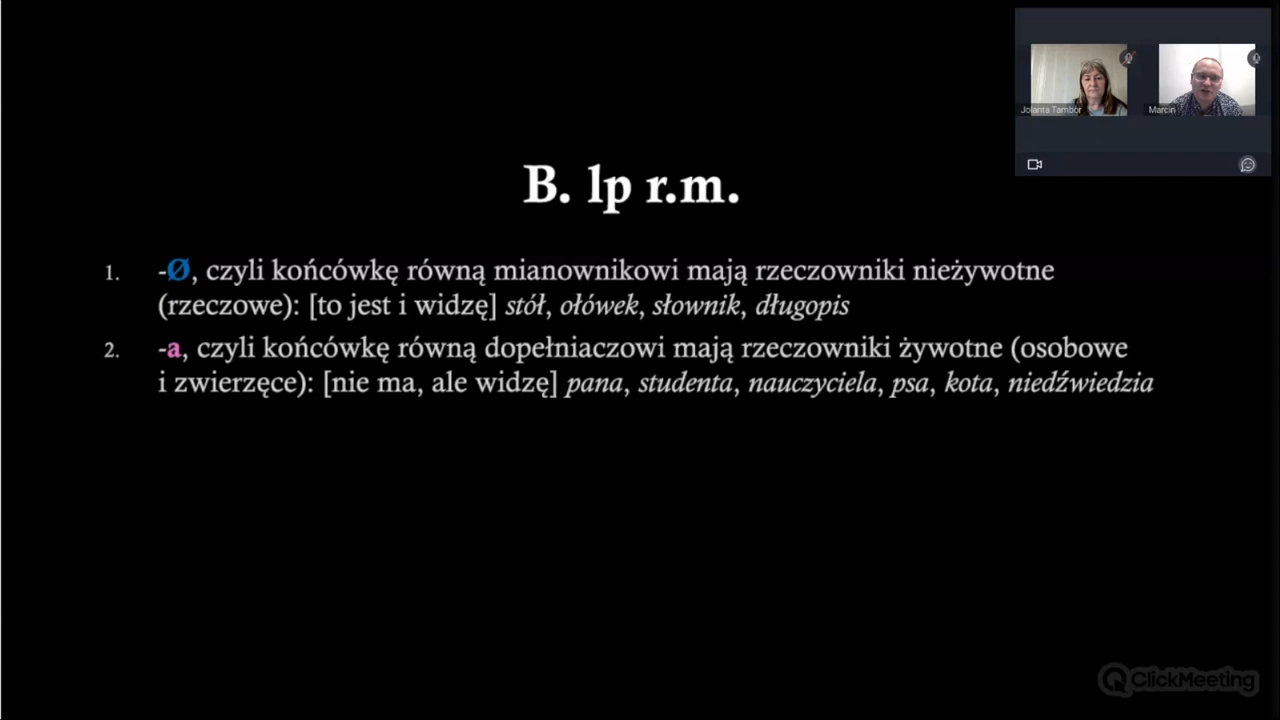 Jolanta Tambor
Marcin
B. lp r.m.
1. -Ø, czyli końcówkę równą mianownikowi mają rzeczowniki nieżywotne
(rzeczowe): [to jest i widzę] stół, ołówek, słownik, długopis
2. -a, czyli końcówkę równą dopełniaczowi mają rzeczowniki żywotne (osobowe
i zwierzęce): [nie ma, ale widzę] pana, studenta, nauczyciela, psa, kota, niedźwiedzia
ClickMeeting